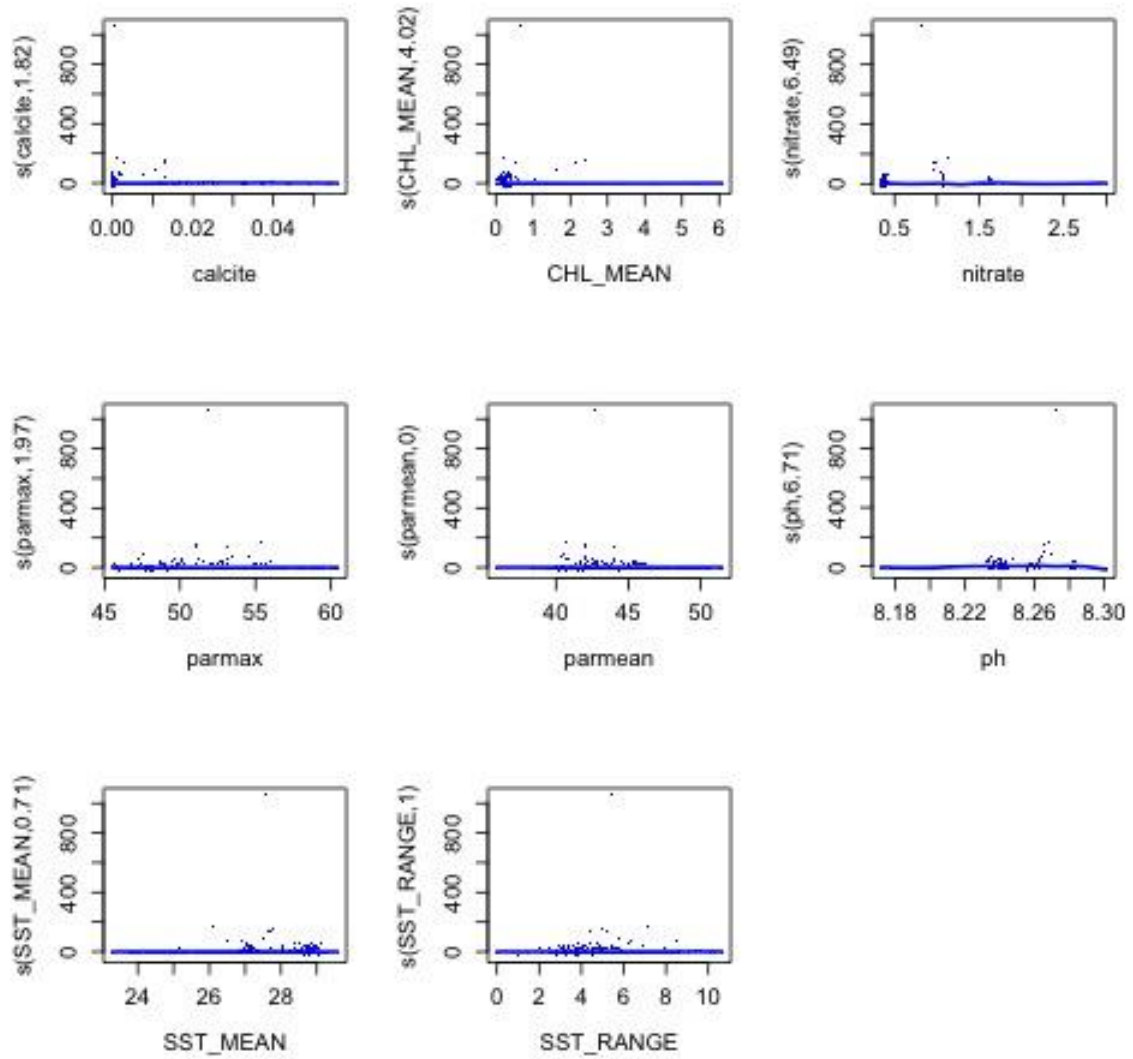 s(calcite,1.82)
0 400 800
0.00 0.02 0.04
calcite
s(CHL_MEAN,4.02)
0 400 800
0 1 2 3 4 5 6
CHL_MEAN
s(nitrate,6.49)
0 400 800
0.5 1.5 2.5
nitrate
s(parmax,1.97)
0 400 800
45 50 55 60
parmax
s(parmean,0)
0 400 800
40 45 50
parmean
s(ph,6.71)
0 400 800
8.18 8.22 8.26 8.30
ph
s(SST_MEAN,0.71)
0 400 800
24 26 28
SST_MEAN
s(SST_RANGE,1)
0 400 800
0 2 4 6 8 10
SST_RANGE